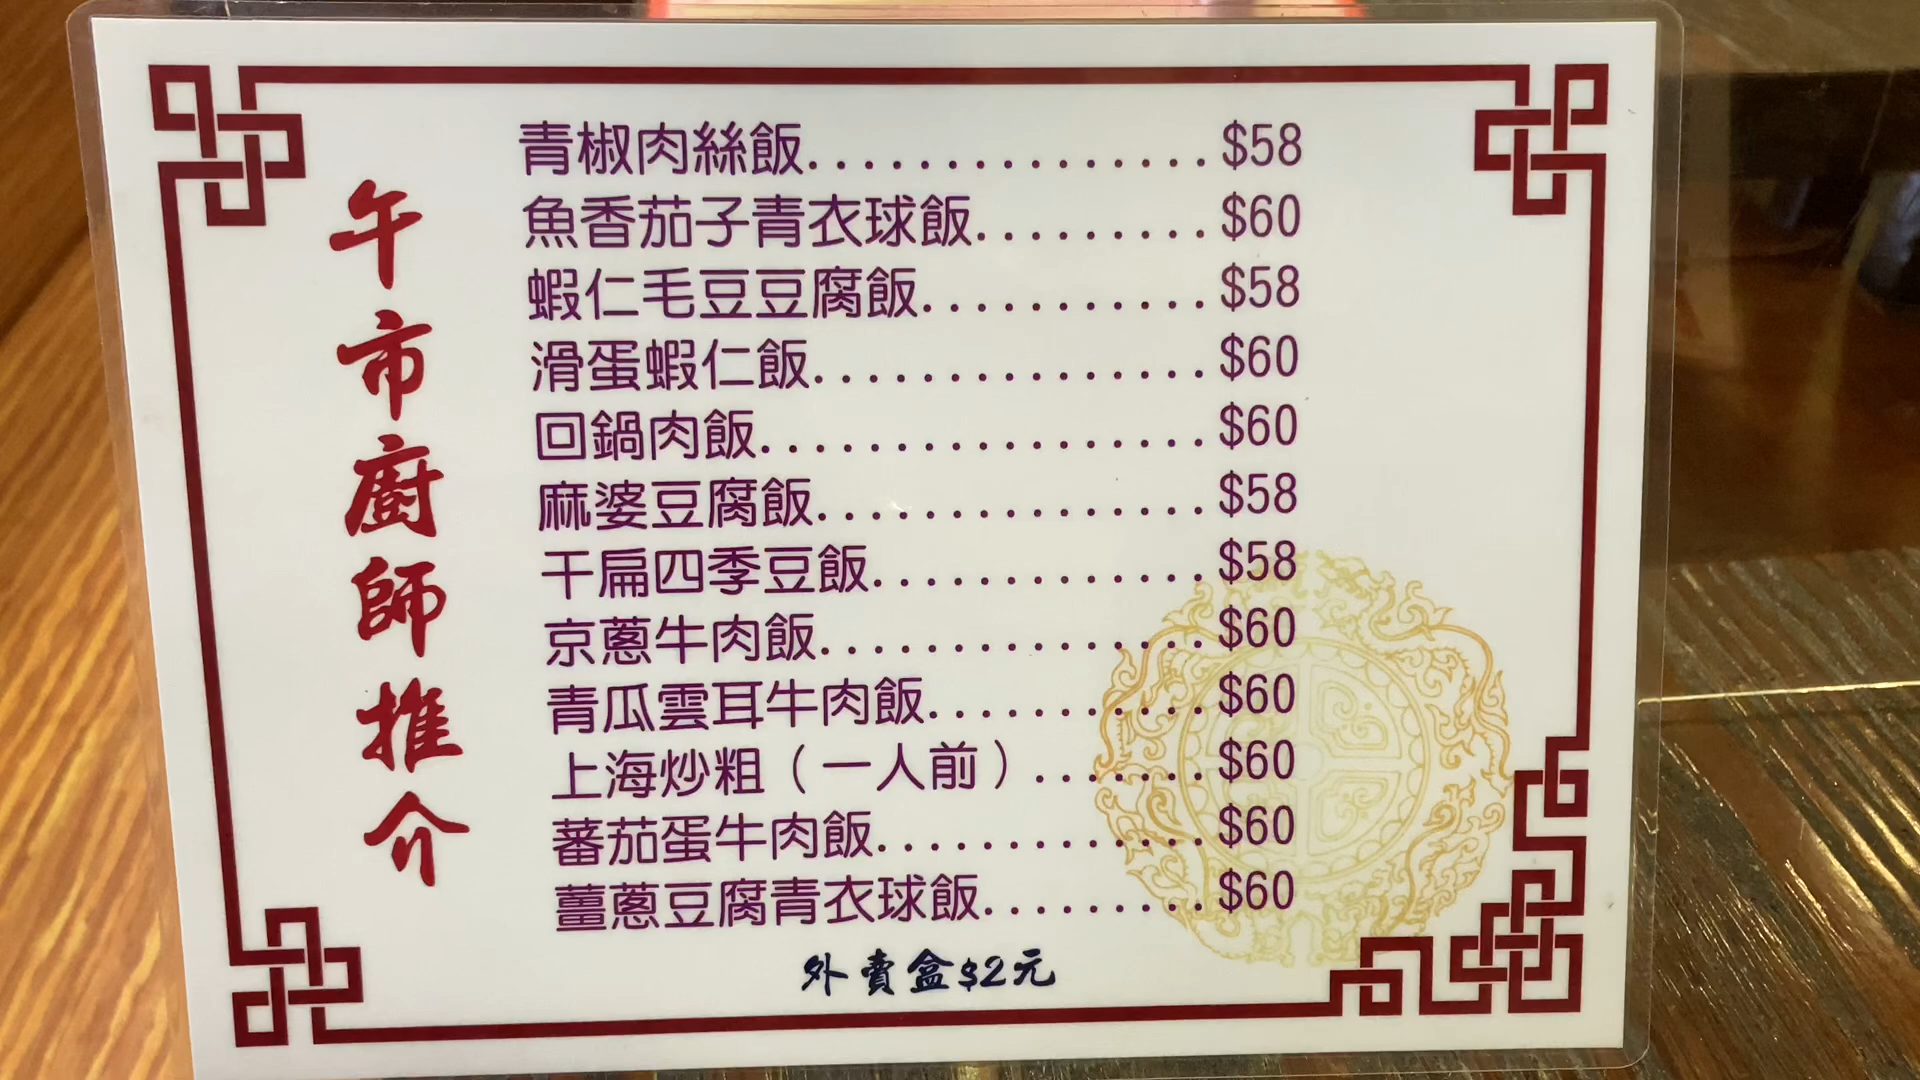 午市廚師推介
青椒肉絲飯...............$58
魚香茄子青衣球飯.........$60
蝦仁毛豆豆腐飯...........$58
滑蛋蝦仁飯...............$60
回鍋肉飯.................$60
麻婆豆腐飯...............$58
干扁四季豆飯.............$58
京蔥牛肉飯...............$60
青瓜雲耳牛肉飯...........$60
上海炒粗（一人前）.......$60
蕃茄蛋牛肉飯.............$60
薑蔥豆腐青衣球飯.........$60
外賣盒$2元